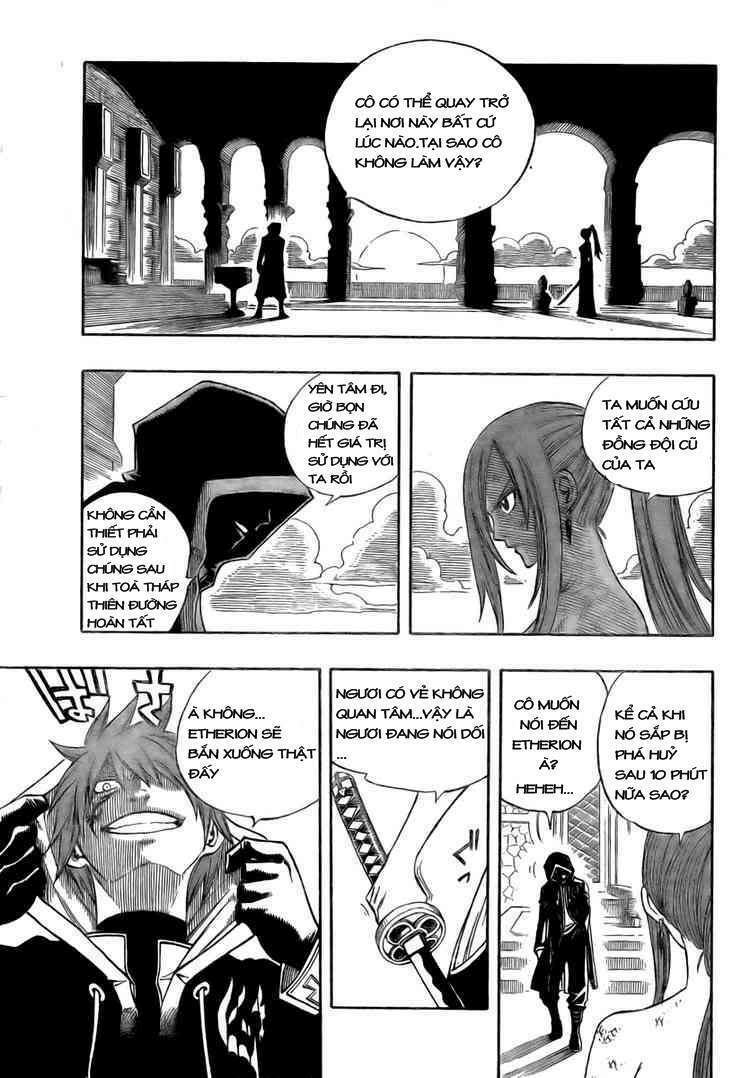 CÔ CÓ THỂ QUAY TRỞ
LẠI NƠI NÀY BẤT CỨ
LÚC NÀO.TẠI SAO CÔ
KHÔNG LÀM VẬY?
TA MUỐN CỨU
TẤT CẢ NHỮNG
ĐỒNG ĐỘI CŨ
CỦA TA
YÊN TÂM ĐI,
GIỜ BỌN
CHÚNG ĐÃ
HẾT GIÁ TRỊ
SỬ DỤNG VỚI
TA RỒI
KHÔNG CẦN
THIẾT PHẢI
SỬ DỤNG
CHÚNG SAU
KHI TOÀ THÁP
THIÊN ĐƯỜNG
HOÀN TẤT
KỂ CẢ KHI
NÓ SẮP BỊ
PHÁ HUỶ
SAU 10 PHÚT
NỮA SAO?
CÔ MUỐN
NÓI ĐẾN
ETHERION
À?
HEHEH...
NGƯƠI CÓ VẺ KHÔNG
QUAN TÂM...VẬY LÀ
NGƯƠI ĐANG NÓI DỐI
...
À KHÔNG...
ETHERION SẼ
BẮN XUỐNG THẬT
ĐẤY
ばさ